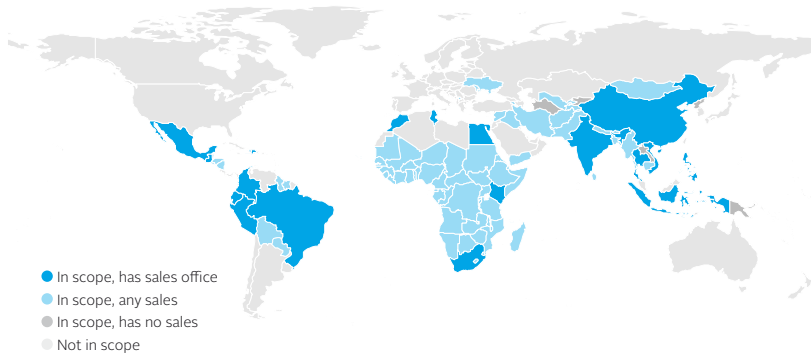 In scope, has sales office
In scope, any sales
In scope, has no sales
Not in scope